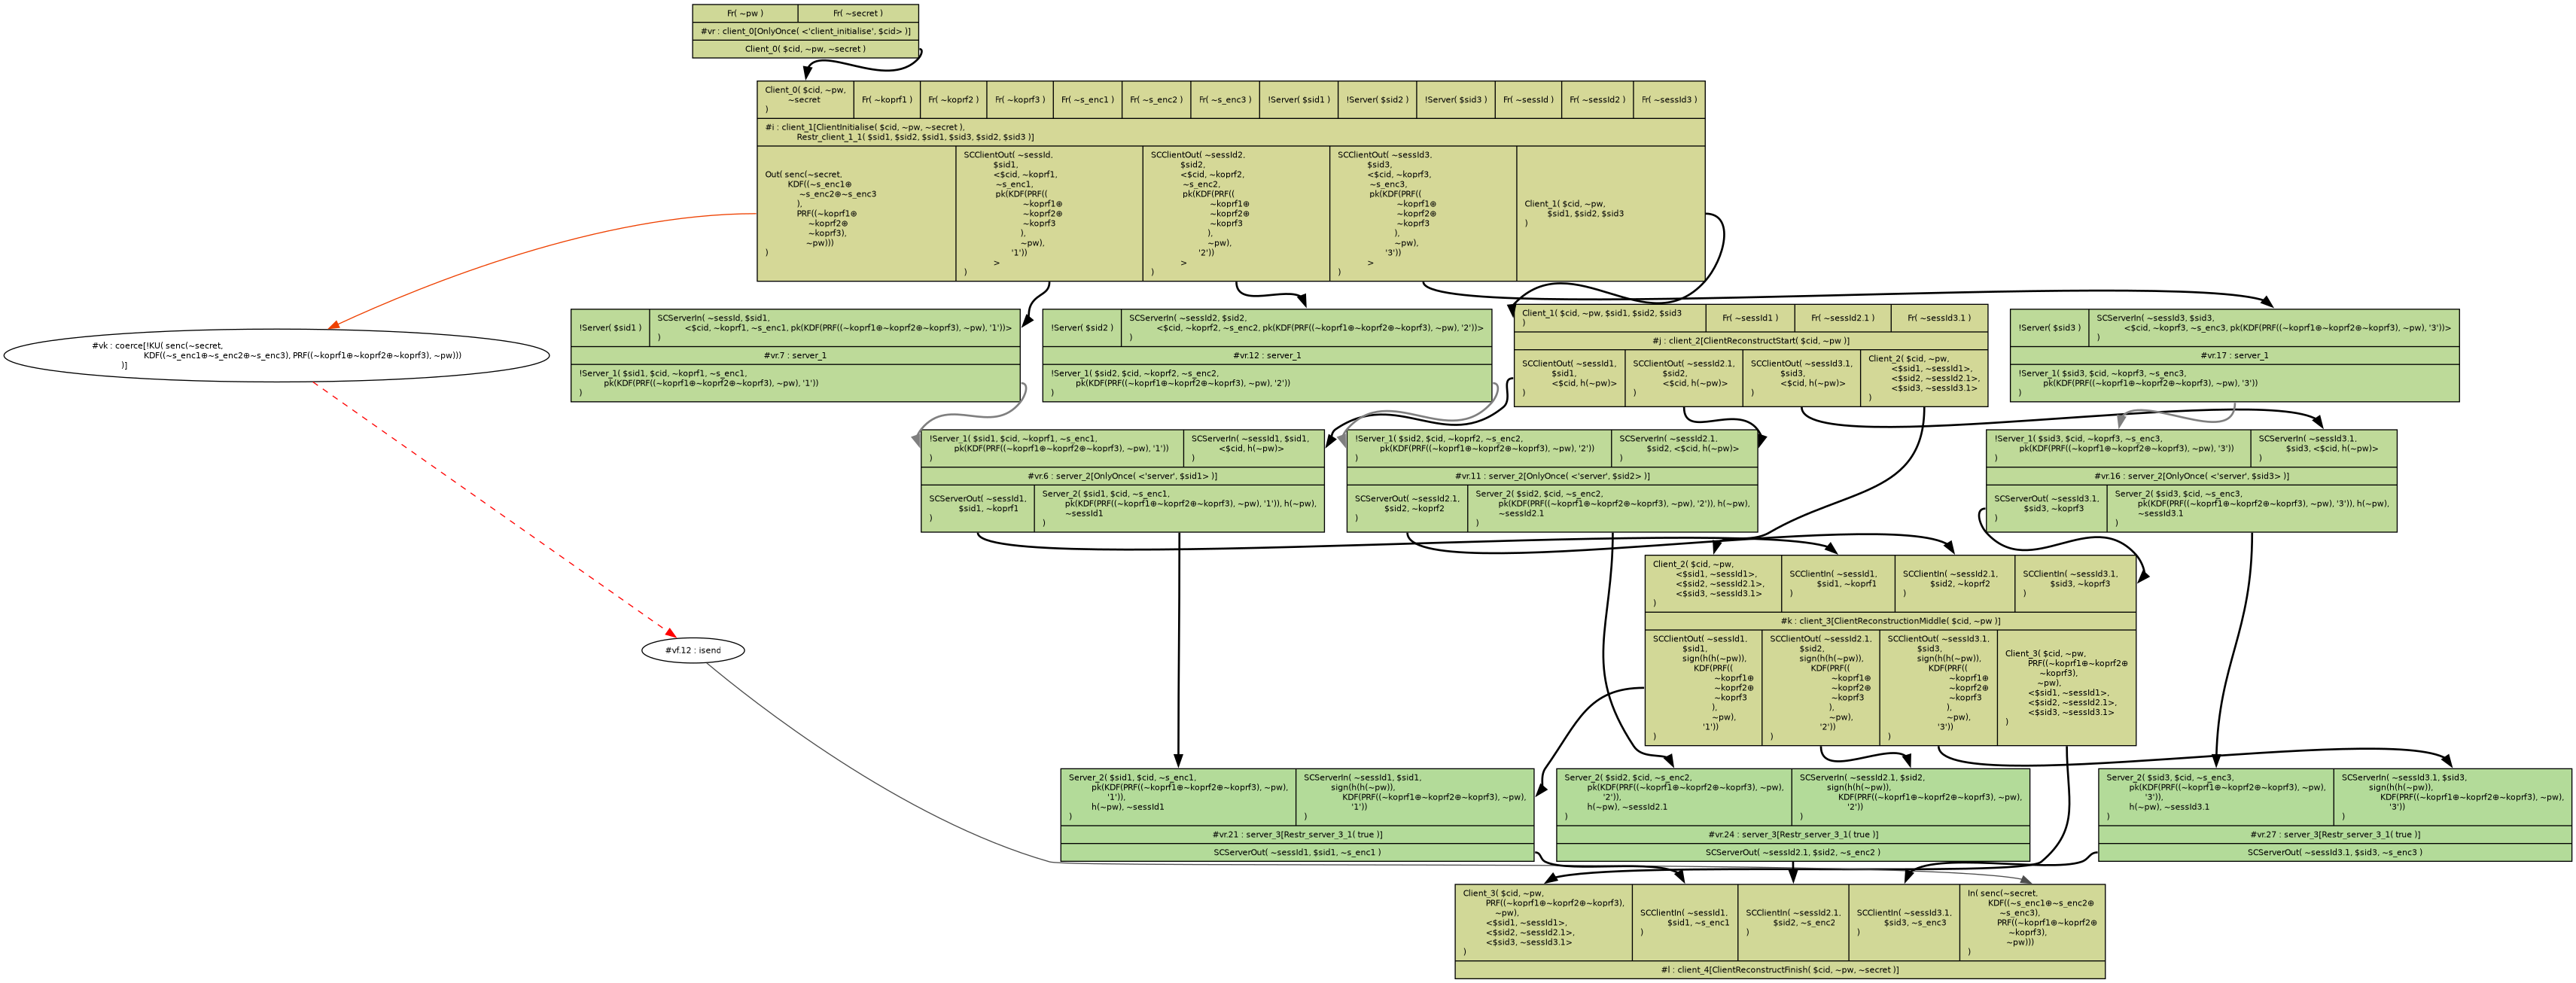 Fr( ~pw )
Fr( ~secret )
#vr : client_0[OnlyOnce( <'client_initialise', $cid> )]
Client_0( $cid, ~pw, ~secret )
Client_0( $cid, ~pw,
~secret
)
Fr( ~koprf1 )
Fr( ~koprf2 )
Fr( ~koprf3 )
Fr( ~s_enc1 )
Fr( ~s_enc2 )
Fr( ~s_enc3 )
!Server( $sid1 )
!Server( $sid2 )
!Server( $sid3 )
Fr( ~sessId )
Fr( ~sessId2 )
Fr( ~sessId3 )
#i : client_1[ClientInitialise( $cid, ~pw, ~secret ),
Restr_client_1_1( $sid1, $sid2, $sid1, $sid3, $sid2, $sid3 )]
Out( senc(~secret,
KDF((~s_enc1⊕
~s_enc2⊕~s_enc3
),
PRF((~koprf1⊕
~koprf2⊕
~koprf3),
~pw)))
)
SCClientOut( ~sessId,
$sid1,
<$cid, ~koprf1,
~s_enc1,
pk(KDF(PRF((
~koprf1⊕
~koprf2⊕
~koprf3
),
~pw),
'1'))
>
)
SCClientOut( ~sessId2,
$sid2,
<$cid, ~koprf2,
~s_enc2,
pk(KDF(PRF((
~koprf1⊕
~koprf2⊕
~koprf3
),
~pw),
'2'))
>
)
SCClientOut( ~sessId3,
$sid3,
<$cid, ~koprf3,
~s_enc3,
pk(KDF(PRF((
~koprf1⊕
~koprf2⊕
~koprf3
),
~pw),
'3'))
>
)
Client_1( $cid, ~pw,
$sid1, $sid2, $sid3
)
#vk : coerce[!KU( senc(~secret,
KDF((~s_enc1⊕~s_enc2⊕~s_enc3), PRF((~koprf1⊕~koprf2⊕~koprf3), ~pw)))
)]
!Server( $sid1 )
SCServerIn( ~sessId, $sid1,
<$cid, ~koprf1, ~s_enc1, pk(KDF(PRF((~koprf1⊕~koprf2⊕~koprf3), ~pw), '1'))>
)
#vr.7 : server_1
!Server_1( $sid1, $cid, ~koprf1, ~s_enc1,
pk(KDF(PRF((~koprf1⊕~koprf2⊕~koprf3), ~pw), '1'))
)
!Server( $sid2 )
SCServerIn( ~sessId2, $sid2,
<$cid, ~koprf2, ~s_enc2, pk(KDF(PRF((~koprf1⊕~koprf2⊕~koprf3), ~pw), '2'))>
)
#vr.12 : server_1
!Server_1( $sid2, $cid, ~koprf2, ~s_enc2,
pk(KDF(PRF((~koprf1⊕~koprf2⊕~koprf3), ~pw), '2'))
)
Client_1( $cid, ~pw, $sid1, $sid2, $sid3
)
Fr( ~sessId1 )
Fr( ~sessId2.1 )
Fr( ~sessId3.1 )
#j : client_2[ClientReconstructStart( $cid, ~pw )]
SCClientOut( ~sessId1,
$sid1,
<$cid, h(~pw)>
)
SCClientOut( ~sessId2.1,
$sid2,
<$cid, h(~pw)>
)
SCClientOut( ~sessId3.1,
$sid3,
<$cid, h(~pw)>
)
Client_2( $cid, ~pw,
<$sid1, ~sessId1>,
<$sid2, ~sessId2.1>,
<$sid3, ~sessId3.1>
)
!Server( $sid3 )
SCServerIn( ~sessId3, $sid3,
<$cid, ~koprf3, ~s_enc3, pk(KDF(PRF((~koprf1⊕~koprf2⊕~koprf3), ~pw), '3'))>
)
#vr.17 : server_1
!Server_1( $sid3, $cid, ~koprf3, ~s_enc3,
pk(KDF(PRF((~koprf1⊕~koprf2⊕~koprf3), ~pw), '3'))
)
!Server_1( $sid1, $cid, ~koprf1, ~s_enc1,
pk(KDF(PRF((~koprf1⊕~koprf2⊕~koprf3), ~pw), '1'))
)
SCServerIn( ~sessId1, $sid1,
<$cid, h(~pw)>
)
#vr.6 : server_2[OnlyOnce( <'server', $sid1> )]
SCServerOut( ~sessId1,
$sid1, ~koprf1
)
Server_2( $sid1, $cid, ~s_enc1,
pk(KDF(PRF((~koprf1⊕~koprf2⊕~koprf3), ~pw), '1')), h(~pw),
~sessId1
)
!Server_1( $sid2, $cid, ~koprf2, ~s_enc2,
pk(KDF(PRF((~koprf1⊕~koprf2⊕~koprf3), ~pw), '2'))
)
SCServerIn( ~sessId2.1,
$sid2, <$cid, h(~pw)>
)
#vr.11 : server_2[OnlyOnce( <'server', $sid2> )]
SCServerOut( ~sessId2.1,
$sid2, ~koprf2
)
Server_2( $sid2, $cid, ~s_enc2,
pk(KDF(PRF((~koprf1⊕~koprf2⊕~koprf3), ~pw), '2')), h(~pw),
~sessId2.1
)
!Server_1( $sid3, $cid, ~koprf3, ~s_enc3,
pk(KDF(PRF((~koprf1⊕~koprf2⊕~koprf3), ~pw), '3'))
)
SCServerIn( ~sessId3.1,
$sid3, <$cid, h(~pw)>
)
#vr.16 : server_2[OnlyOnce( <'server', $sid3> )]
SCServerOut( ~sessId3.1,
$sid3, ~koprf3
)
Server_2( $sid3, $cid, ~s_enc3,
pk(KDF(PRF((~koprf1⊕~koprf2⊕~koprf3), ~pw), '3')), h(~pw),
~sessId3.1
)
Client_2( $cid, ~pw,
<$sid1, ~sessId1>,
<$sid2, ~sessId2.1>,
<$sid3, ~sessId3.1>
)
SCClientIn( ~sessId1,
$sid1, ~koprf1
)
SCClientIn( ~sessId2.1,
$sid2, ~koprf2
)
SCClientIn( ~sessId3.1,
$sid3, ~koprf3
)
#k : client_3[ClientReconstructionMiddle( $cid, ~pw )]
SCClientOut( ~sessId1,
$sid1,
sign(h(h(~pw)),
KDF(PRF((
~koprf1⊕
~koprf2⊕
~koprf3
),
~pw),
'1'))
)
SCClientOut( ~sessId2.1,
$sid2,
sign(h(h(~pw)),
KDF(PRF((
~koprf1⊕
~koprf2⊕
~koprf3
),
~pw),
'2'))
)
SCClientOut( ~sessId3.1,
$sid3,
sign(h(h(~pw)),
KDF(PRF((
~koprf1⊕
~koprf2⊕
~koprf3
),
~pw),
'3'))
)
Client_3( $cid, ~pw,
PRF((~koprf1⊕~koprf2⊕
~koprf3),
~pw),
<$sid1, ~sessId1>,
<$sid2, ~sessId2.1>,
<$sid3, ~sessId3.1>
)
#vf.12 : isend
Server_2( $sid1, $cid, ~s_enc1,
pk(KDF(PRF((~koprf1⊕~koprf2⊕~koprf3), ~pw),
'1')),
h(~pw), ~sessId1
)
SCServerIn( ~sessId1, $sid1,
sign(h(h(~pw)),
KDF(PRF((~koprf1⊕~koprf2⊕~koprf3), ~pw),
'1'))
)
#vr.21 : server_3[Restr_server_3_1( true )]
SCServerOut( ~sessId1, $sid1, ~s_enc1 )
Server_2( $sid2, $cid, ~s_enc2,
pk(KDF(PRF((~koprf1⊕~koprf2⊕~koprf3), ~pw),
'2')),
h(~pw), ~sessId2.1
)
SCServerIn( ~sessId2.1, $sid2,
sign(h(h(~pw)),
KDF(PRF((~koprf1⊕~koprf2⊕~koprf3), ~pw),
'2'))
)
#vr.24 : server_3[Restr_server_3_1( true )]
SCServerOut( ~sessId2.1, $sid2, ~s_enc2 )
Server_2( $sid3, $cid, ~s_enc3,
pk(KDF(PRF((~koprf1⊕~koprf2⊕~koprf3), ~pw),
'3')),
h(~pw), ~sessId3.1
)
SCServerIn( ~sessId3.1, $sid3,
sign(h(h(~pw)),
KDF(PRF((~koprf1⊕~koprf2⊕~koprf3), ~pw),
'3'))
)
#vr.27 : server_3[Restr_server_3_1( true )]
SCServerOut( ~sessId3.1, $sid3, ~s_enc3 )
Client_3( $cid, ~pw,
PRF((~koprf1⊕~koprf2⊕~koprf3),
~pw),
<$sid1, ~sessId1>,
<$sid2, ~sessId2.1>,
<$sid3, ~sessId3.1>
)
SCClientIn( ~sessId1,
$sid1, ~s_enc1
)
SCClientIn( ~sessId2.1,
$sid2, ~s_enc2
)
SCClientIn( ~sessId3.1,
$sid3, ~s_enc3
)
In( senc(~secret,
KDF((~s_enc1⊕~s_enc2⊕
~s_enc3),
PRF((~koprf1⊕~koprf2⊕
~koprf3),
~pw)))
)
#l : client_4[ClientReconstructFinish( $cid, ~pw, ~secret )]